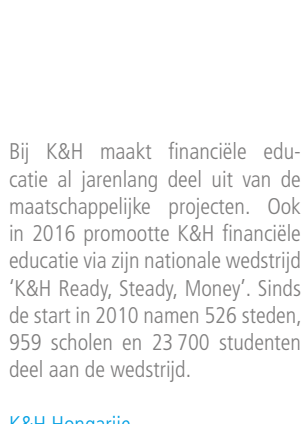 Bij K&H maakt financiële edu-
catie al jarenlang deel uit van de
maatschappelijke projecten. Ook
in 2016 promootte K&H financiële
educatie via zijn nationale wedstrijd
‘K&H Ready, Steady, Money’. Sinds
de start in 2010 namen 526 steden,
959 scholen en 23 700 studenten
deel aan de wedstrijd.
K&H Hongarije